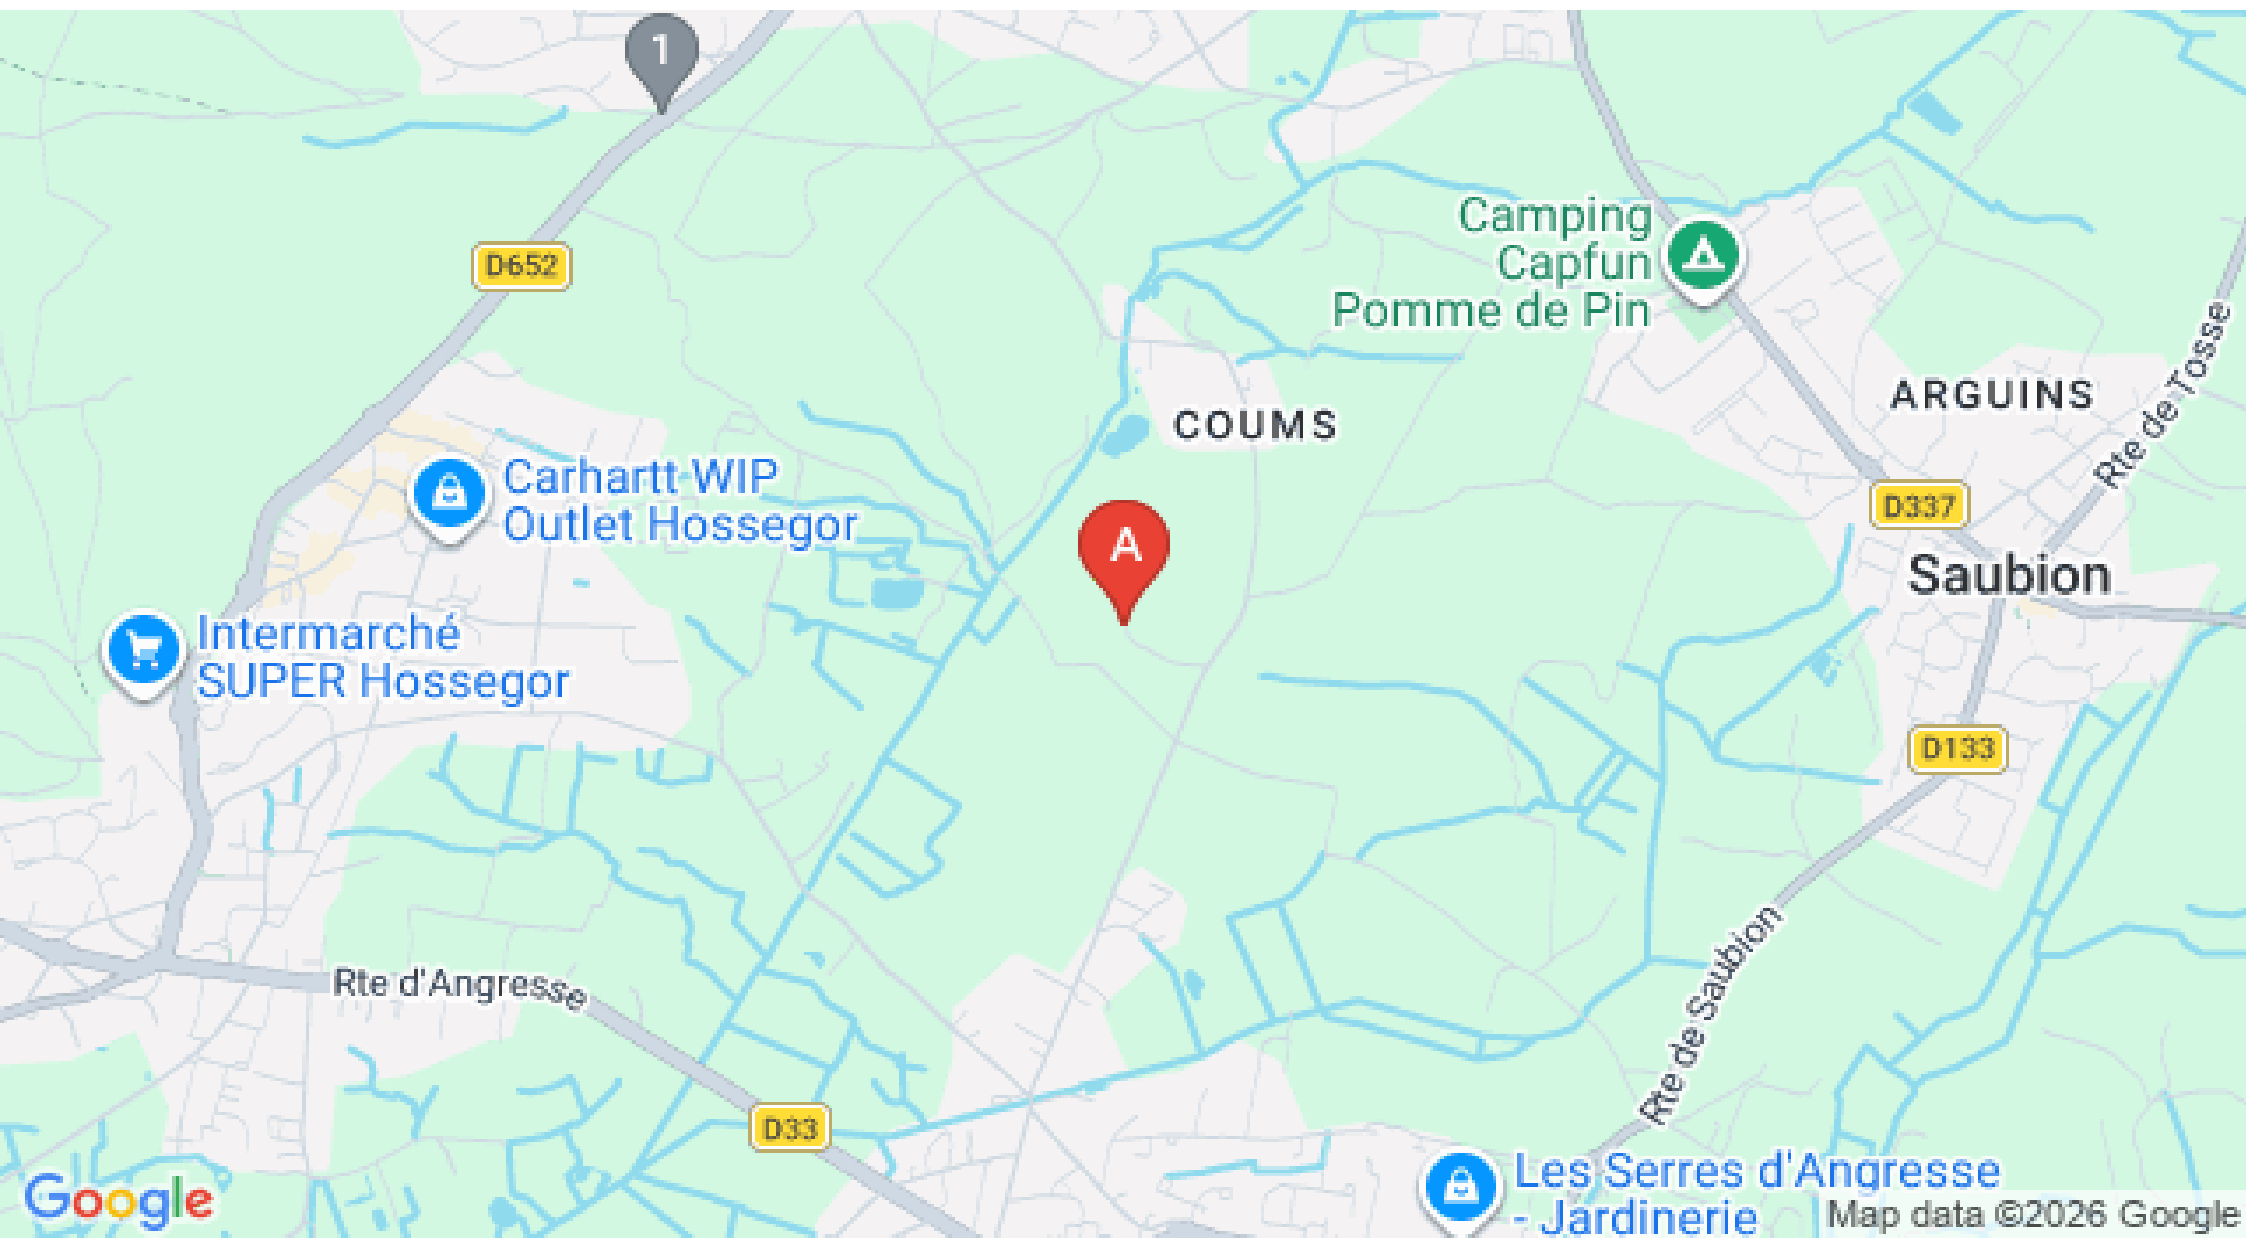 1
Camping
Capfun
Pomme de Pin
D652
Rte de Tosse
ARGUINS
COUMS
Carhartt WIP
Outlet Hossegor
D337
A
Saubion
Intermarché
SUPER Hossegor
D133
Rte d'Angresse
Rte de Saubion
D33
Les Serres d'Angresse
- Jardinerie
Google
Map data ©2026 Google